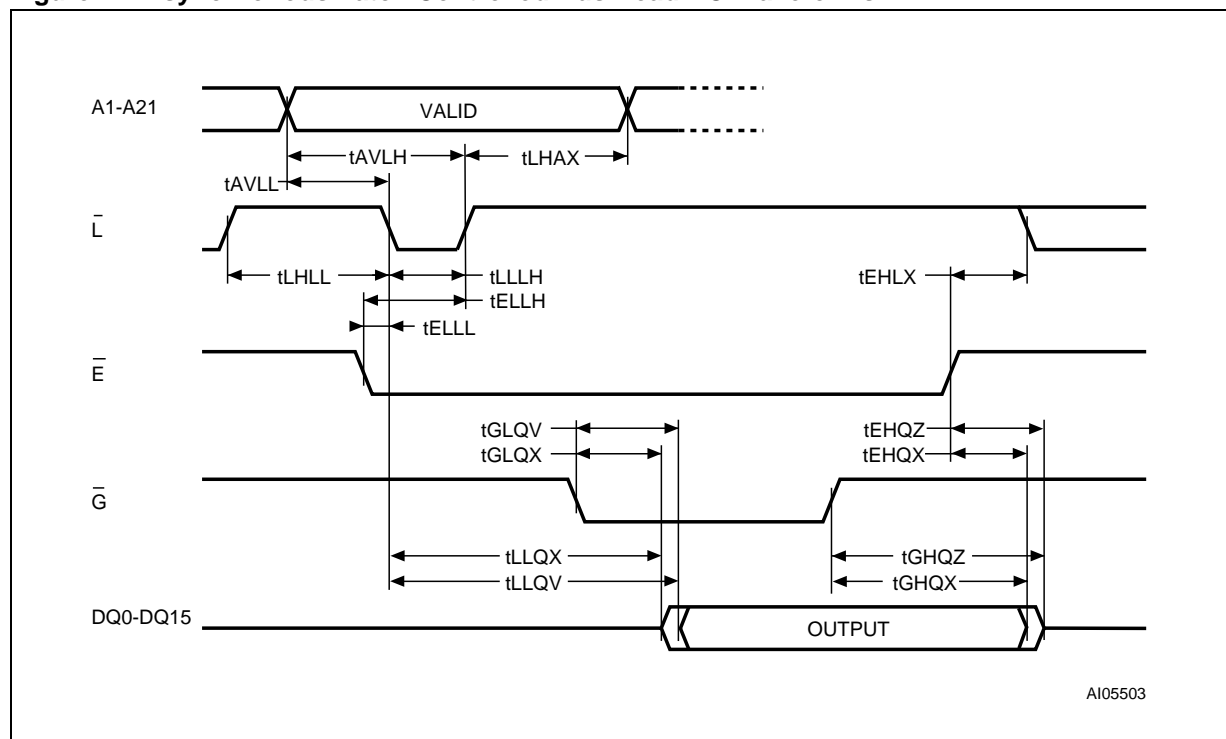 A1-A21
VALID
tAVLH
tLHAX
tAVLL
L̅
tLHLL
tLLLH
tEHLX
tELLH
tELLL
E̅
tGLQV
tEHQZ
tGLQX
tEHQX
G̅
tLLQX
tGHQZ
tLLQV
tGHQX
DQ0-DQ15
OUTPUT
AI05503